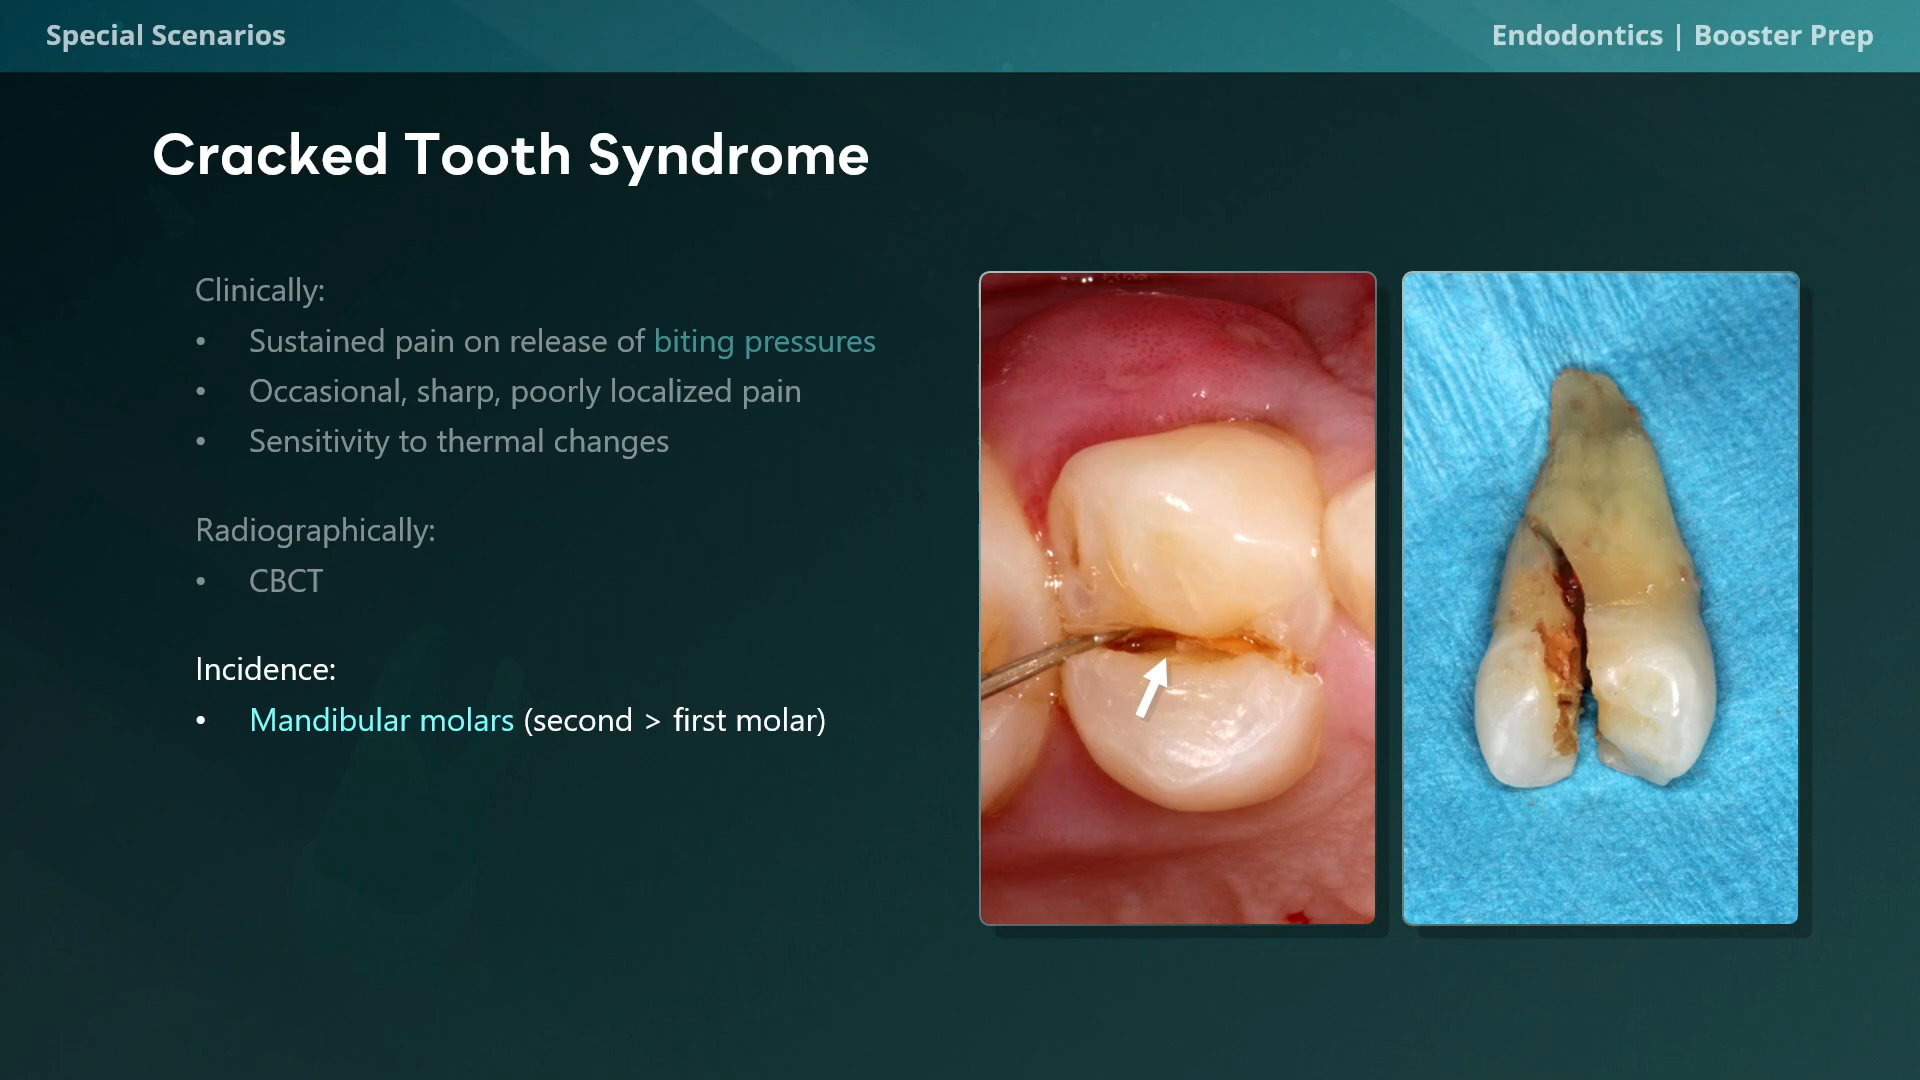 Special Scenarios
Endodontics | Booster Prep
Cracked Tooth Syndrome
Clinically:
• Sustained pain on release of biting pressures
• Occasional, sharp, poorly localized pain
• Sensitivity to thermal changes
Radiographically:
• CBCT
Incidence:
• Mandibular molars (second > first molar)